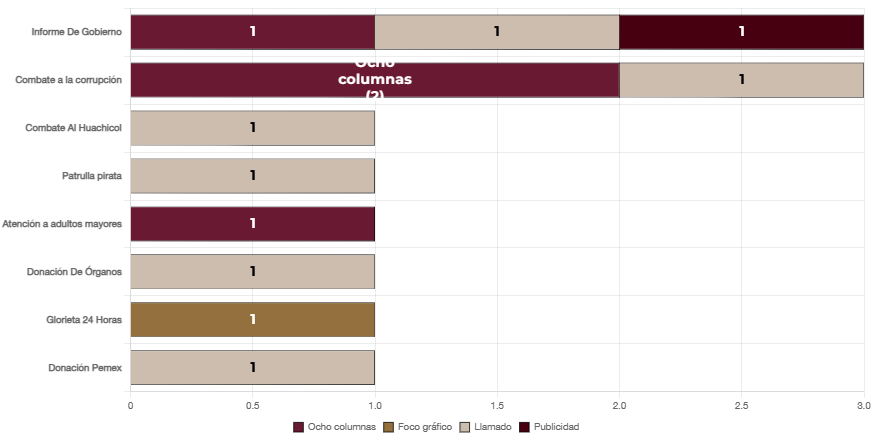 Informe De Gobierno 1 1 1
Combate a la corrupción Ocho columnas (2) 1
Combate Al Huachicol 1
Patrulla pirata 1
Atención a adultos mayores 1
Donación De Órganos 1
Glorieta 24 Horas 1
Donación Pemex 1
0 0.5 1.0 1.5 2.0 2.5 3.0
Ocho columnas Foco gráfico Llamado Publicidad